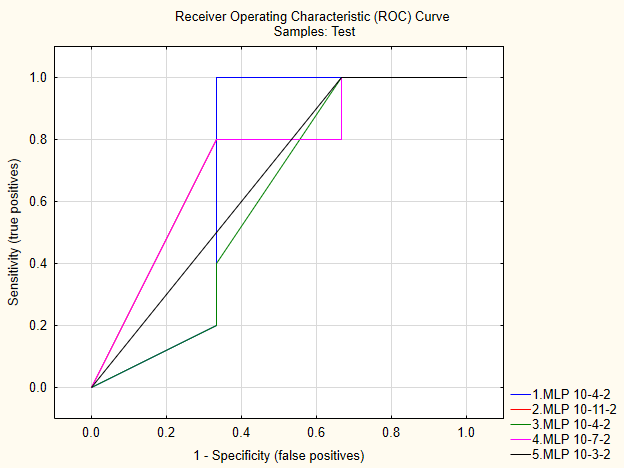 Receiver Operating Characteristic (ROC) Curve
Samples: Test
1.0
0.8
0.6
0.4
0.2
0.0
Sensitivity (true positives)
0.0 0.2 0.4 0.6 0.8 1.0
1 - Specificity (false positives)
1.MLP 10-4-2
2.MLP 10-11-2
3.MLP 10-4-2
4.MLP 10-7-2
5.MLP 10-3-2